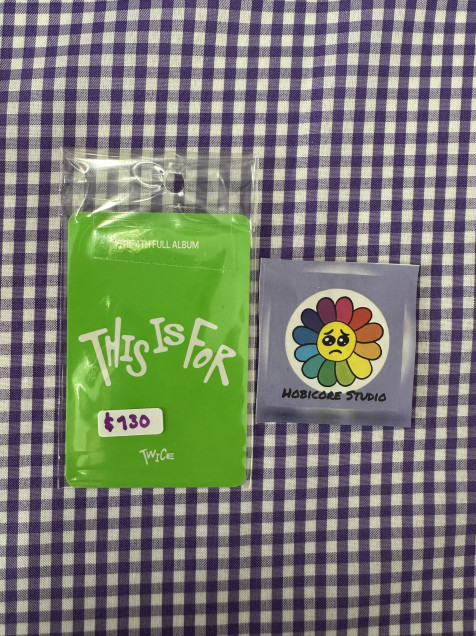 THE 4TH FULL ALBUM
THIS IS FOR
$130
TWICE
HOBICORE STUDIO